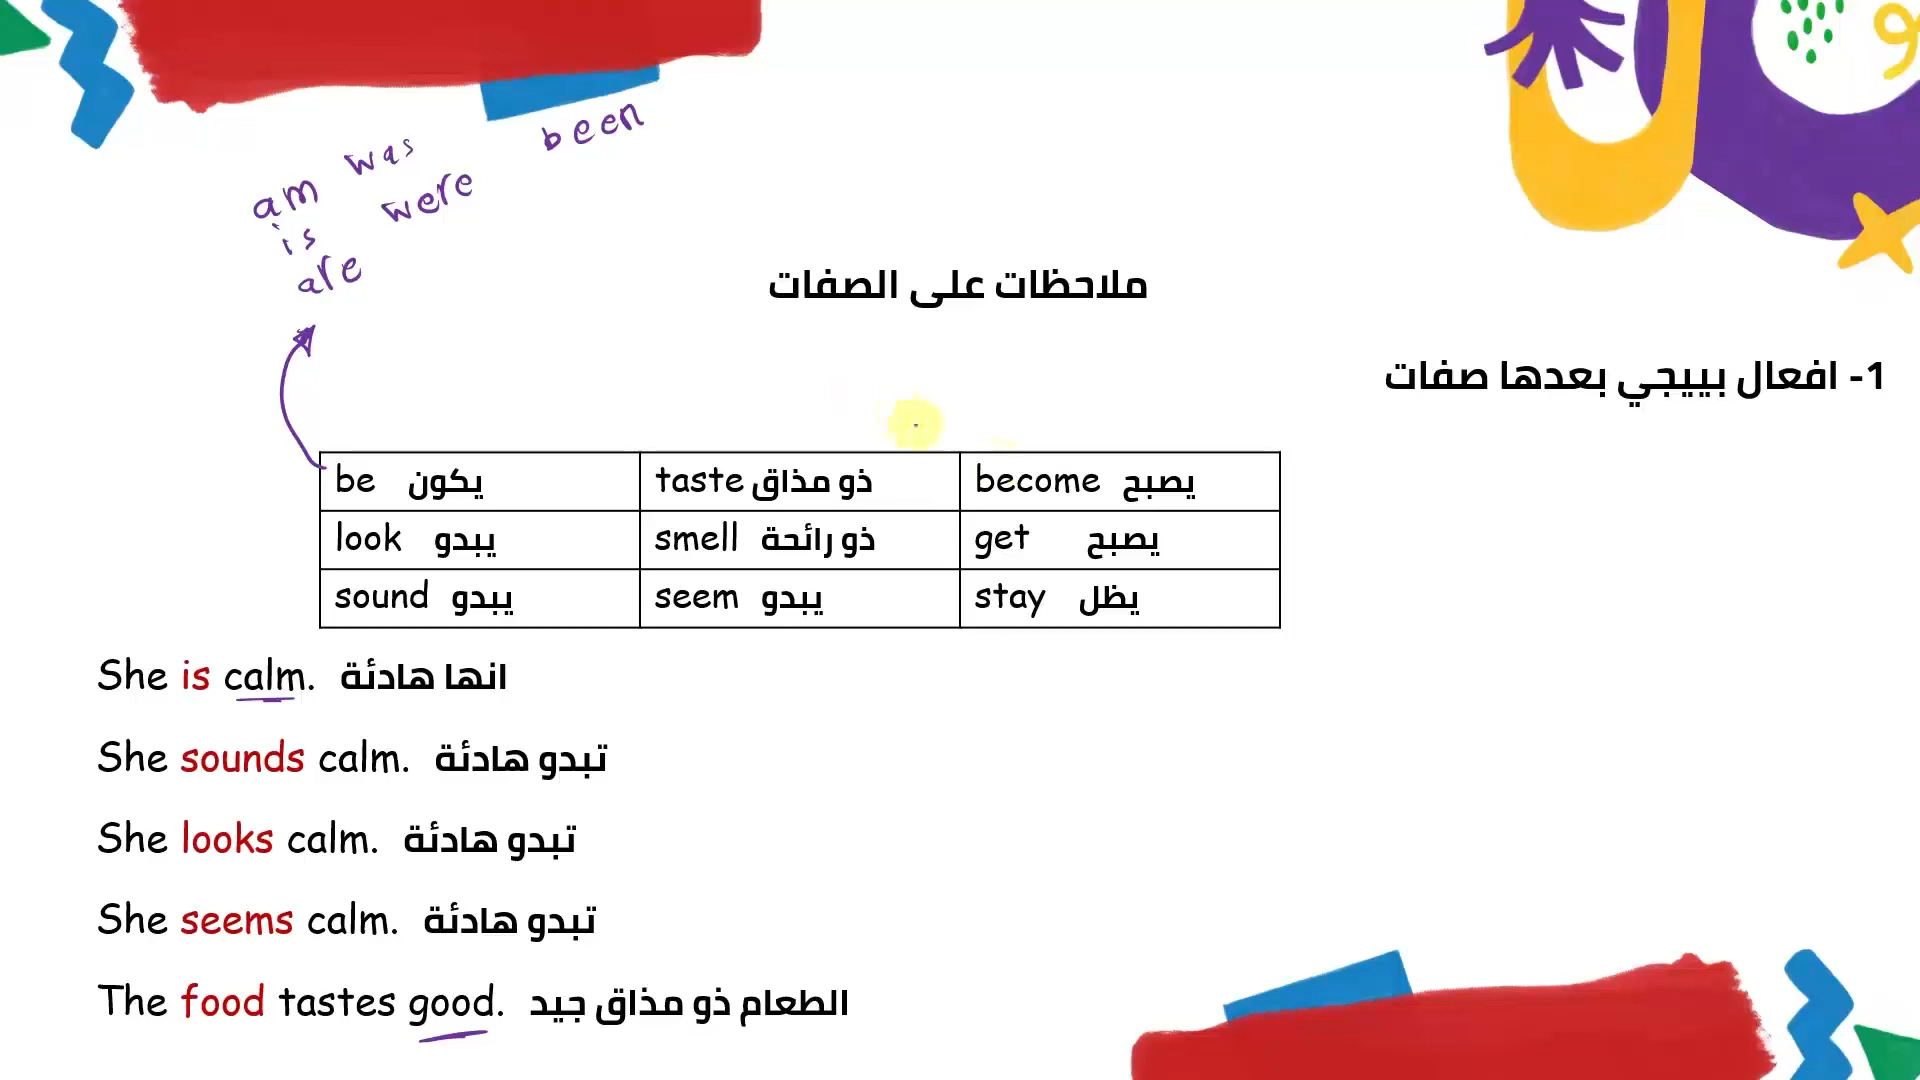 been
am was
is were
are
ملاحظات على الصفات
1- افعال بييجي بعدها صفات
be يكون taste ذو مذاق become يصبح
look يبدو smell ذو رائحة get يصبح
sound يبدو seem يبدو stay يظل
She is calm. انها هادئة
She sounds calm. تبدو هادئة
She looks calm. تبدو هادئة
She seems calm. تبدو هادئة
The food tastes good. الطعام ذو مذاق جيد